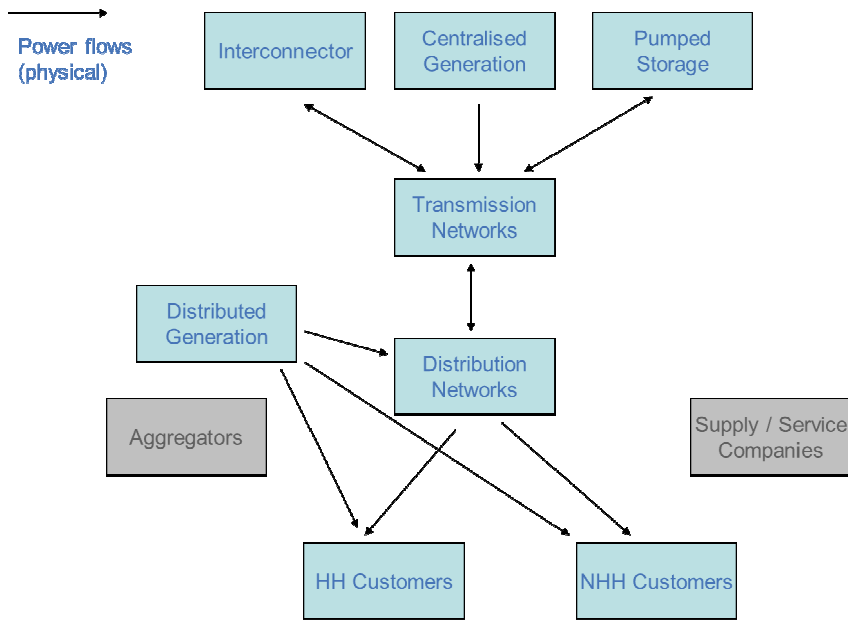 Power flows
(physical)
Interconnector
Centralised
Generation
Pumped
Storage
Transmission
Networks
Distributed
Generation
Distribution
Networks
Aggregators
Supply / Service
Companies
HH Customers
NHH Customers